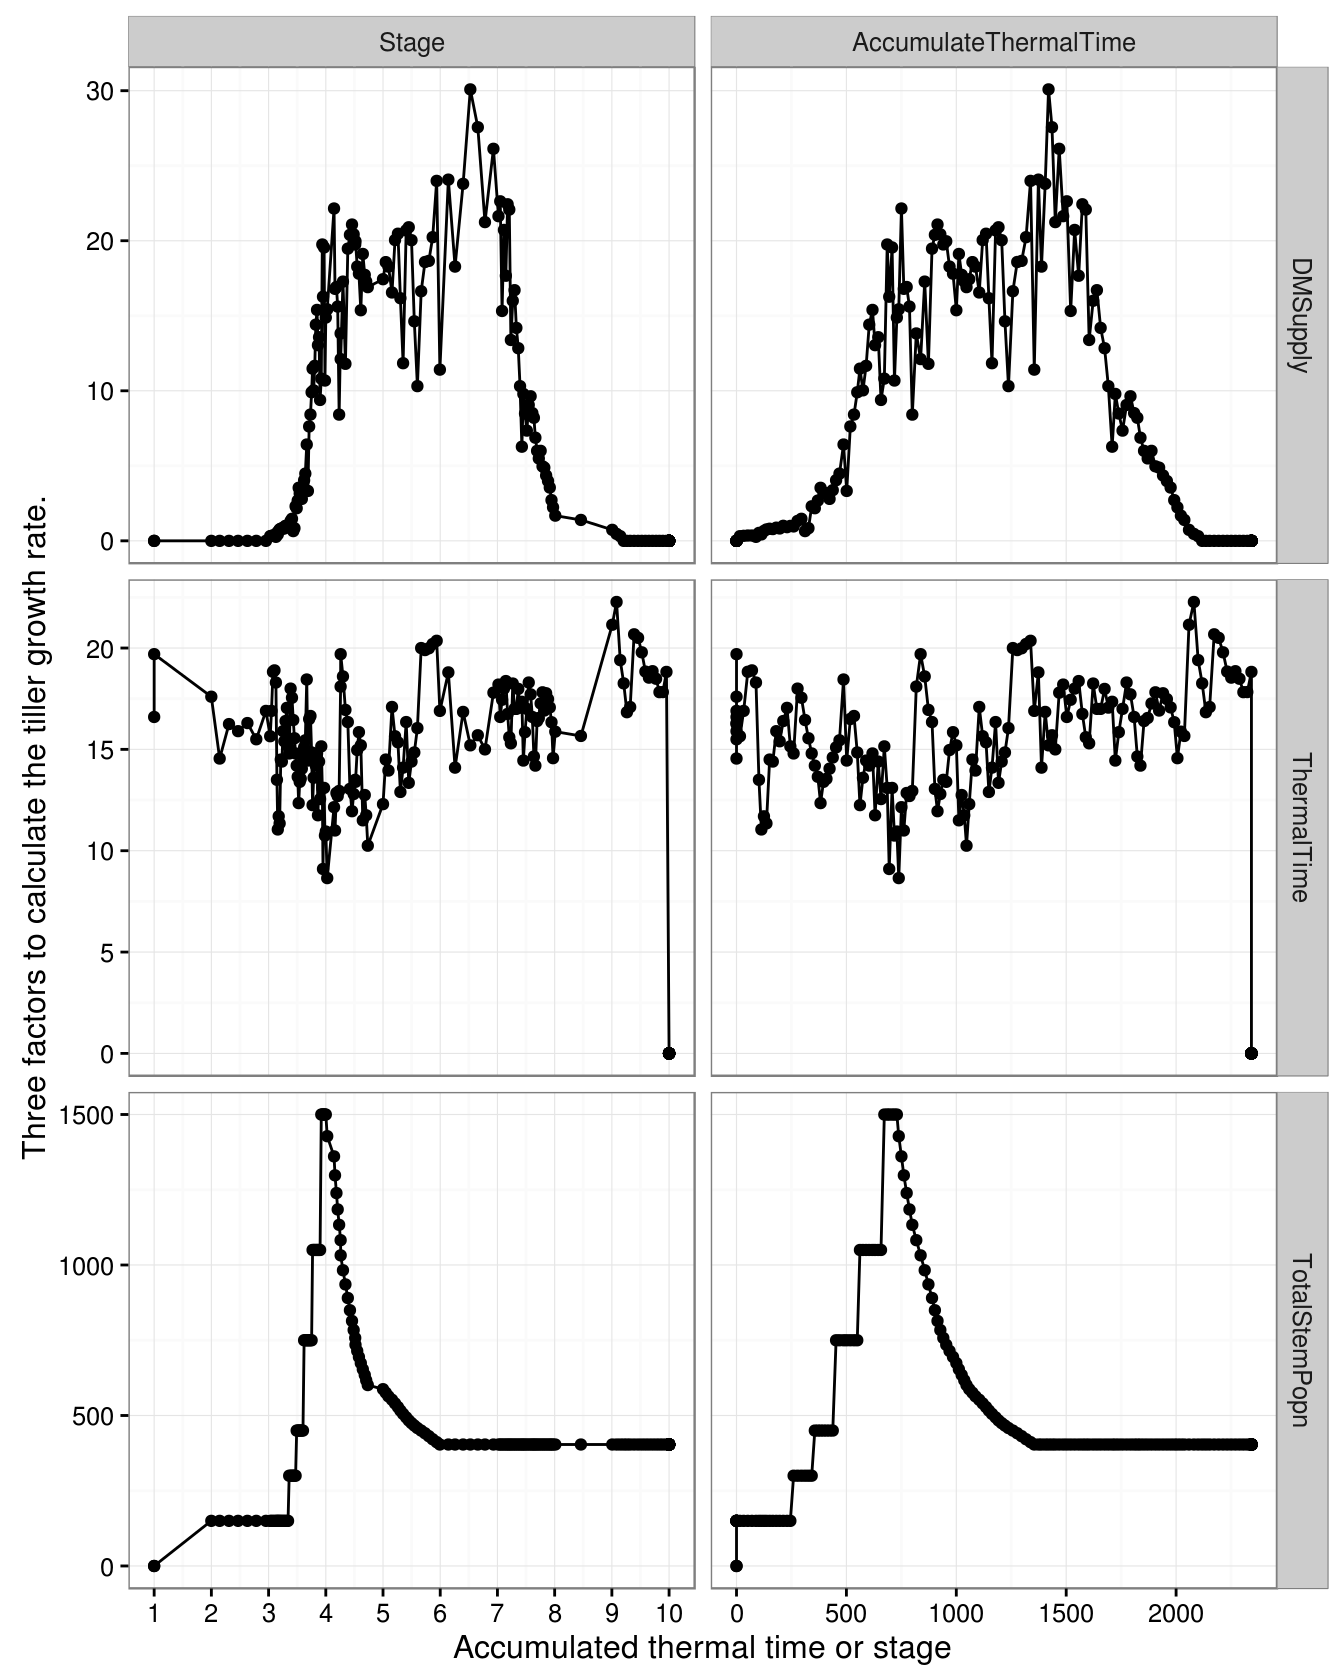 Stage
AccumulateThermalTime
30
20
10
0
DMSupply
20
15
10
5
0
ThermalTime
1500
1000
500
0
TotalStemPopn
Three factors to calculate the tiller growth rate.
1 2 3 4 5 6 7 8 9 10
0 500 1000 1500 2000
Accumulated thermal time or stage